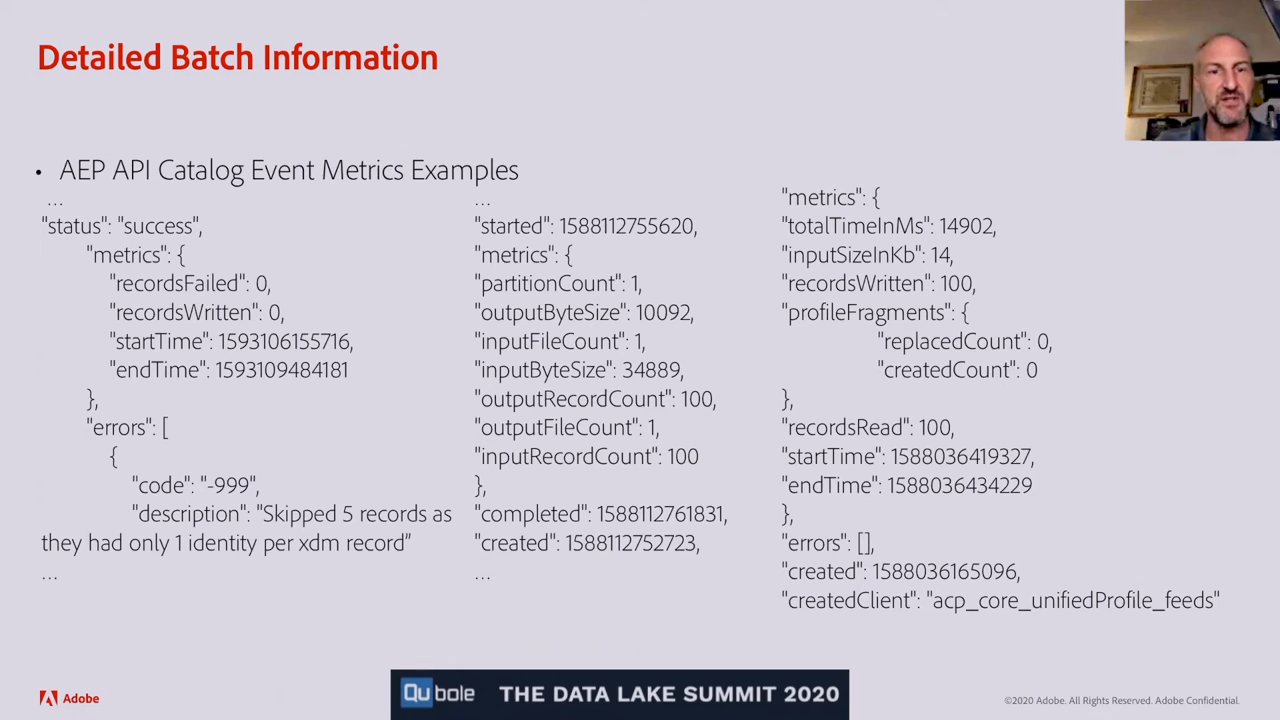 Detailed Batch Information
• AEP API Catalog Event Metrics Examples
...
"status": "success",
"metrics": {
"recordsFailed": 0,
"recordsWritten": 0,
"startTime": 1593106155716,
"endTime": 1593109484181
},
"errors": [
{
"code": "-999",
"description": "Skipped 5 records as
they had only 1 identity per xdm record”
...
...
"started": 1588112755620,
"metrics": {
"partitionCount": 1,
"outputByteSize": 10092,
"inputFileCount": 1,
"inputByteSize": 34889,
"outputRecordCount": 100,
"outputFileCount": 1,
"inputRecordCount": 100
},
"completed": 1588112761831,
"created": 1588112752723,
...
"metrics": {
"totalTimeInMs": 14902,
"inputSizeInKb": 14,
"recordsWritten": 100,
"profileFragments": {
"replacedCount": 0,
"createdCount": 0
},
"recordsRead": 100,
"startTime": 1588036419327,
"endTime": 1588036434229
},
"errors": [],
"created": 1588036165096,
"createdClient": "acp_core_unifiedProfile_feeds"
Adobe
Qubole THE DATA LAKE SUMMIT 2020
©2020 Adobe. All Rights Reserved. Adobe Confidential.